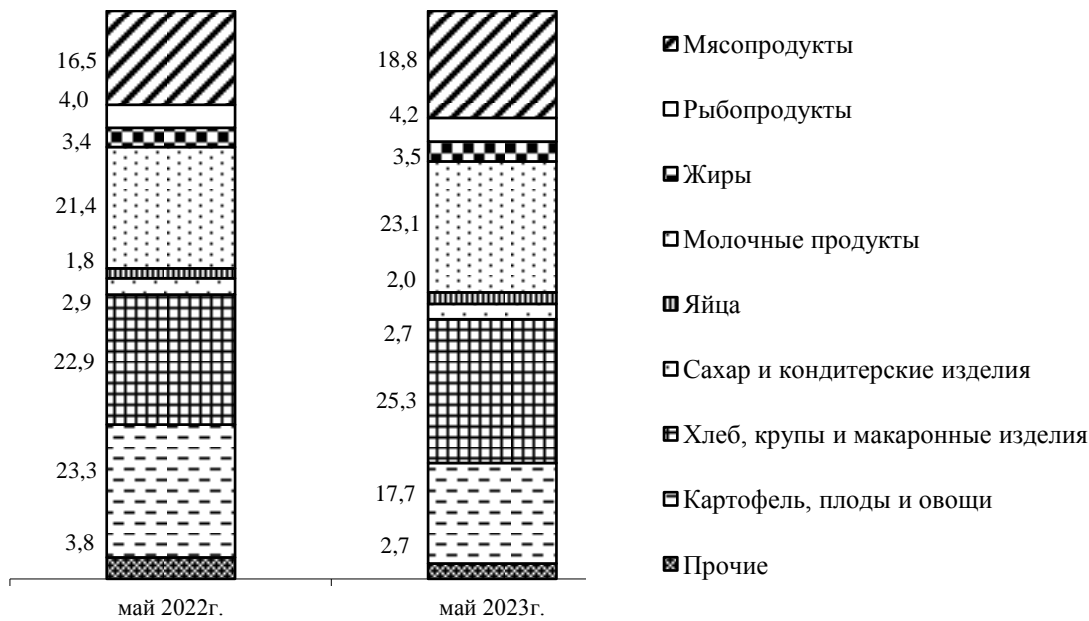 16,5
4,0
3,4
21,4
1,8
2,9
22,9
23,3
3,8
май 2022г.
18,8
4,2
3,5
23,1
2,0
2,7
25,3
17,7
2,7
май 2023г.
Мясопродукты
Рыбопродукты
Жиры
Молочные продукты
Яйца
Сахар и кондитерские изделия
Хлеб, крупы и макаронные изделия
Картофель, плоды и овощи
Прочие